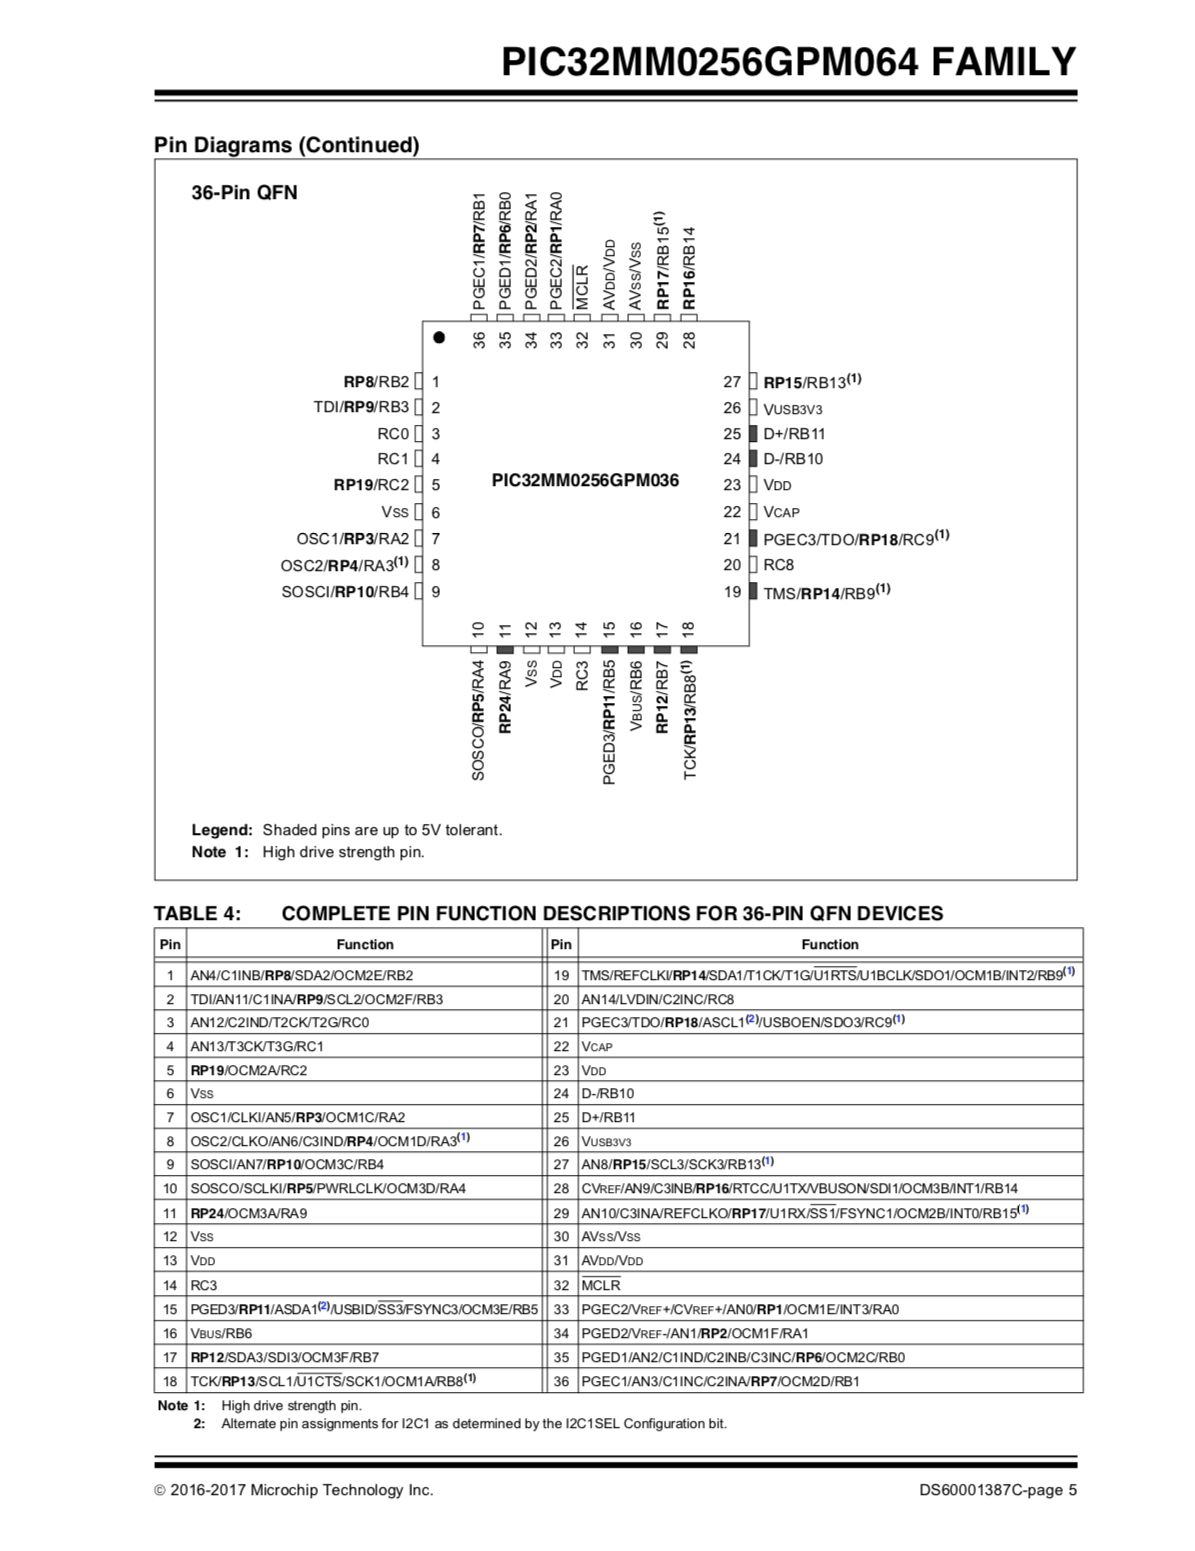 PIC32MM0256GPM064 FAMILY
Pin Diagrams (Continued)
36-Pin QFN
PGEC1/RP7/RB1
PGED1/RP6/RB0
PGED2/RP2/RA1
PGEC2/RP1/RA0
MCLR
AVDD/VDD
AVSS/VSS
RP17/RB15(1)
RP16/RB14
36 35 34 33 32 31 30 29 28
RP8/RB2 1
TDI/RP9/RB3 2
RC0 3
RC1 4
RP19/RC2 5
VSS 6
OSC1/RP3/RA2 7
OSC2/RP4/RA3(1) 8
SOSCI/RP10/RB4 9
PIC32MM0256GPM036
27 RP15/RB13(1)
26 VUSB3V3
25 D+/RB11
24 D-/RB10
23 VDD
22 VCAP
21 PGEC3/TDO/RP18/RC9(1)
20 RC8
19 TMS/RP14/RB9(1)
10 11 12 13 14 15 16 17 18
SOSCO/RP5/RA4
RP24/RA9
VSS
VDD
RC3
PGED3/RP11/RB5
VBUS/RB6
RP12/RB7
TCK/RP13/RB8(1)
Legend: Shaded pins are up to 5V tolerant.
Note 1: High drive strength pin.
TABLE 4: COMPLETE PIN FUNCTION DESCRIPTIONS FOR 36-PIN QFN DEVICES
Pin Function Pin Function
1 AN4/C1INB/RP8/SDA2/OCM2E/RB2 19 TMS/REFCLKI/RP14/SDA1/T1CK/T1G/U1RTS/U1BCLK/SDO1/OCM1B/INT2/RB9(1)
2 TDI/AN11/C1INA/RP9/SCL2/OCM2F/RB3 20 AN14/LVDIN/C2INC/RC8
3 AN12/C2IND/T2CK/T2G/RC0 21 PGEC3/TDO/RP18/ASCL1(2)/USBOEN/SDO3/RC9(1)
4 AN13/T3CK/T3G/RC1 22 VCAP
5 RP19/OCM2A/RC2 23 VDD
6 VSS 24 D-/RB10
7 OSC1/CLKI/AN5/RP3/OCM1C/RA2 25 D+/RB11
8 OSC2/CLKO/AN6/C3IND/RP4/OCM1D/RA3(1) 26 VUSB3V3
9 SOSCI/AN7/RP10/OCM3C/RB4 27 AN8/RP15/SCL3/SCK3/RB13(1)
10 SOSCO/SCLKI/RP5/PWRLCLK/OCM3D/RA4 28 CVREF/AN9/C3INB/RP16/RTCC/U1TX/VBUSON/SDI1/OCM3B/INT1/RB14
11 RP24/OCM3A/RA9 29 AN10/C3INA/REFCLKO/RP17/U1RX/SS1/FSYNC1/OCM2B/INT0/RB15(1)
12 VSS 30 AVSS/VSS
13 VDD 31 AVDD/VDD
14 RC3 32 MCLR
15 PGED3/RP11/ASDA1(2)/USBID/SS3/FSYNC3/OCM3E/RB5 33 PGEC2/VREF+/CVREF+/AN0/RP1/OCM1E/INT3/RA0
16 VBUS/RB6 34 PGED2/VREF-/AN1/RP2/OCM1F/RA1
17 RP12/SDA3/SDI3/OCM3F/RB7 35 PGED1/AN2/C1IND/C2INB/C3INC/RP6/OCM2C/RB0
18 TCK/RP13/SCL1/U1CTS/SCK1/OCM1A/RB8(1) 36 PGEC1/AN3/C1INC/C2INA/RP7/OCM2D/RB1
Note 1: High drive strength pin.
2: Alternate pin assignments for I2C1 as determined by the I2C1SEL Configuration bit.
© 2016-2017 Microchip Technology Inc. DS60001387C-page 5